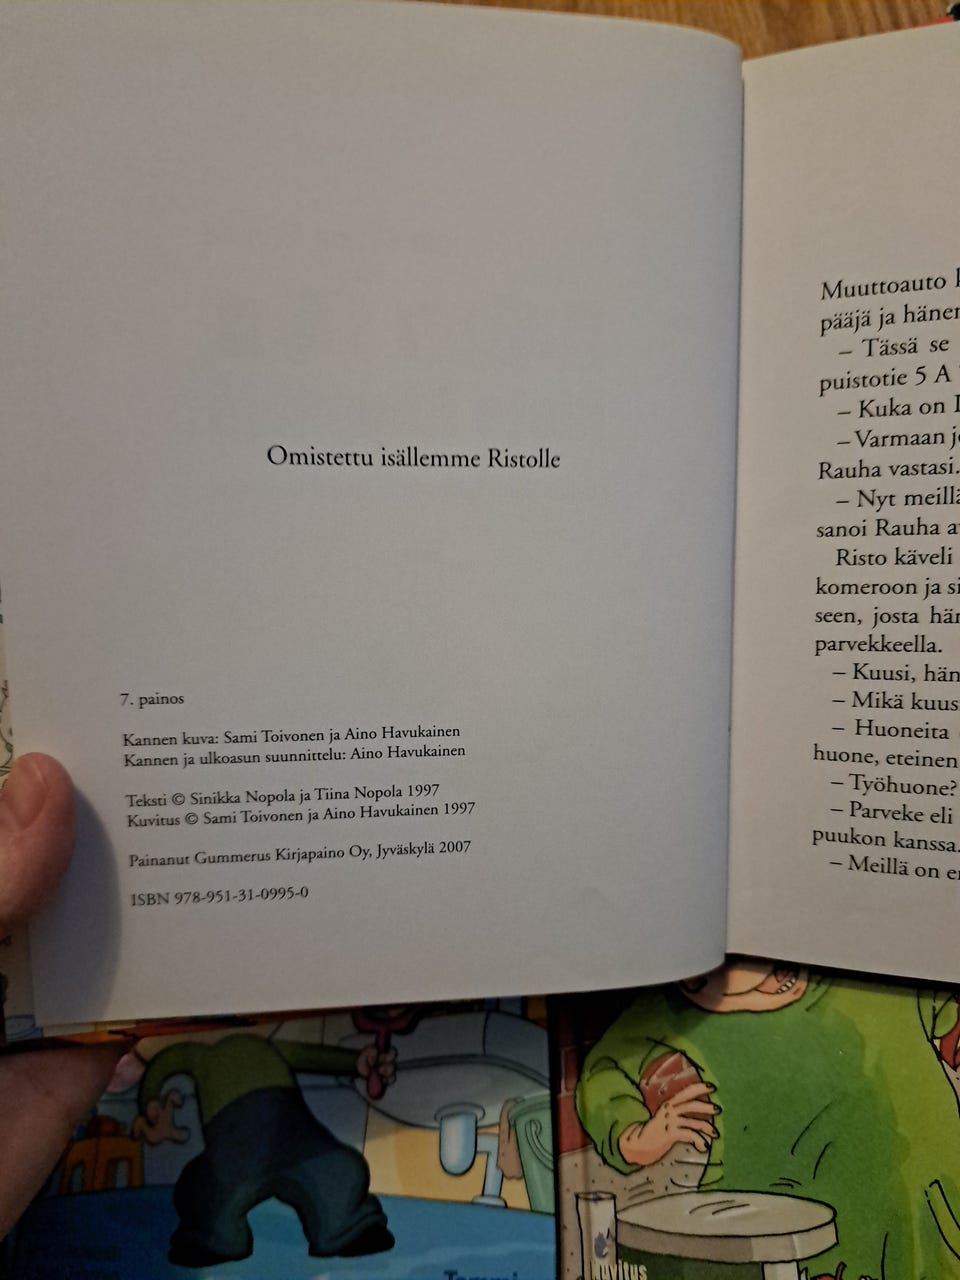 Omistettu isällemme Ristolle
7. painos
Kannen kuva: Sami Toivonen ja Aino Havukainen
Kannen ja ulkoasun suunnittelu: Aino Havukainen
Teksti © Sinikka Nopola ja Tiina Nopola 1997
Kuvitus © Sami Toivonen ja Aino Havukainen 1997
Painanut Gummerus Kirjapaino Oy, Jyväskylä 2007
ISBN 978-951-31-0995-0
Muuttoauto
pääjä ja
– Tässä se
puistotie 5 A
– Kuka on
– Varmaan
Rauha vastasi.
– Nyt
sanoi Rauha
Risto käveli
komeroon ja
seen, josta
parvekkeella.
– Kuusi,
– Mikä
– Huoneita
huone, eteinen
– Työhuone?
– Parveke eli
puukon kanssa.
– Meillä on
kuvitus
Tammi